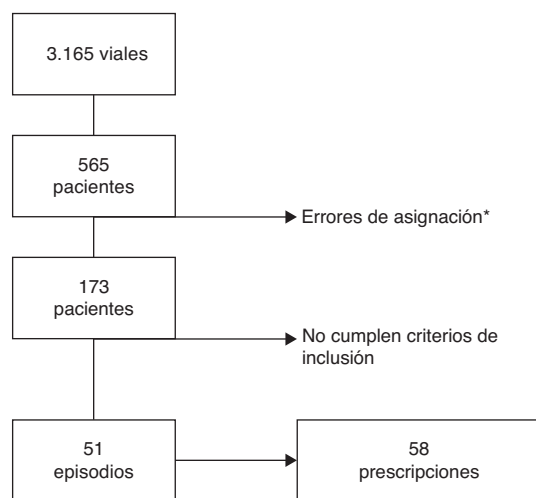 3.165 viales
565
pacientes
Errores de asignación*
173
pacientes
No cumplen criterios de
inclusión
51
episodios
58
prescripciones